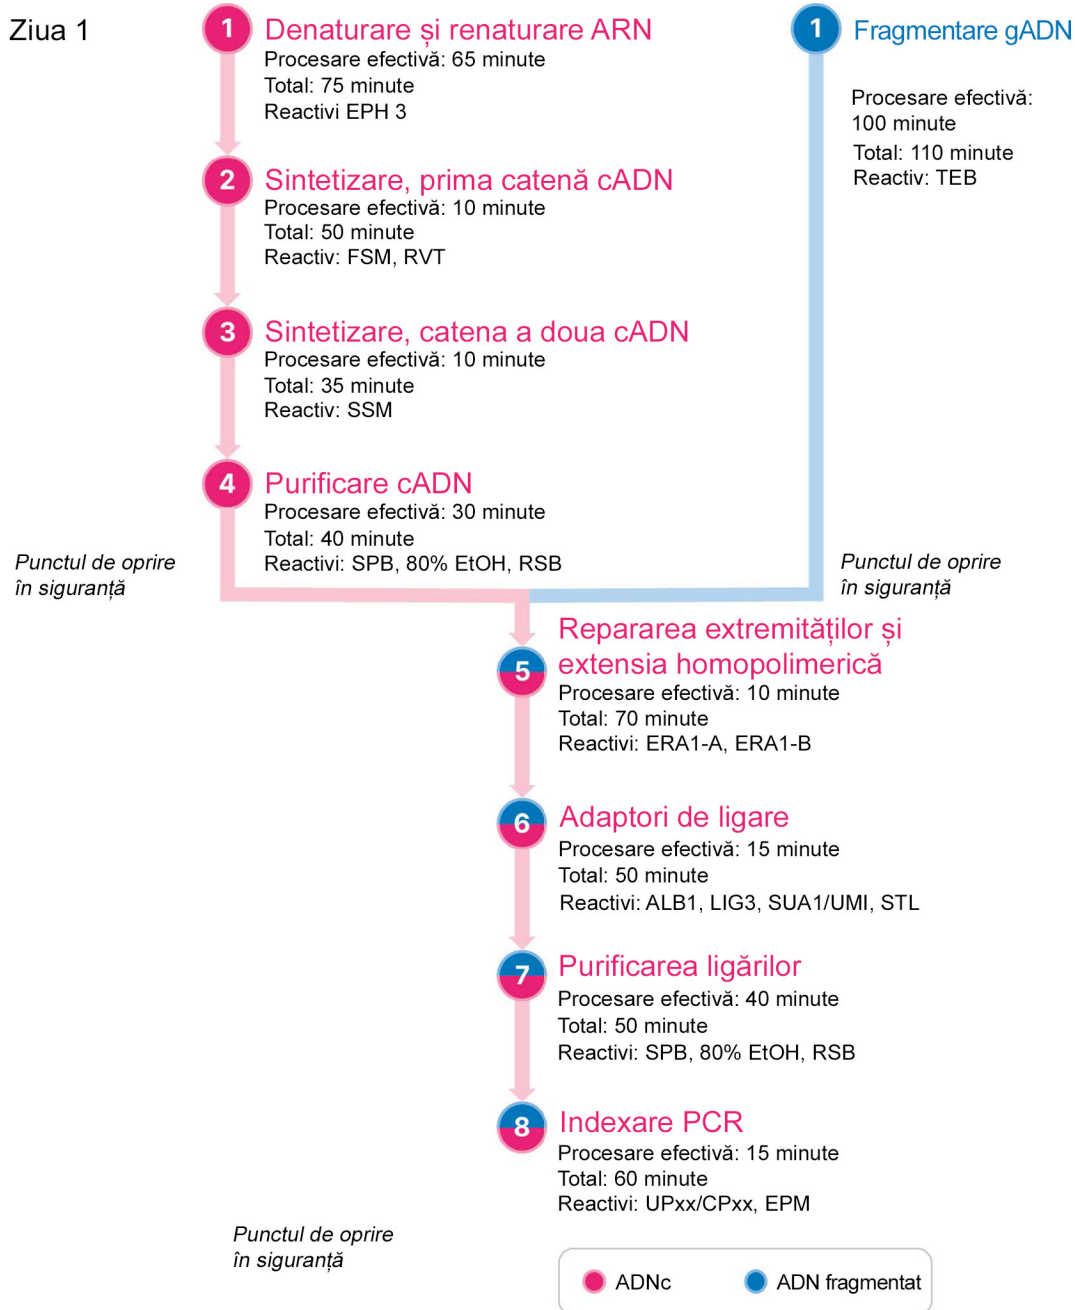 Ziua 1
1 Denaturare și renaturare ARN
Procesare efectivă: 65 minute
Total: 75 minute
Reactivi EPH 3
1 Fragmentare gADN
Procesare efectivă:
100 minute
Total: 110 minute
Reactiv: TEB
2 Sintetizare, prima catenă cADN
Procesare efectivă: 10 minute
Total: 50 minute
Reactiv: FSM, RVT
3 Sintetizare, catena a doua cADN
Procesare efectivă: 10 minute
Total: 35 minute
Reactiv: SSM
4 Purificare cADN
Procesare efectivă: 30 minute
Total: 40 minute
Reactivi: SPB, 80% EtOH, RSB
Punctul de oprire
în siguranță
Punctul de oprire
în siguranță
Repararea extremităților și
5 extensia homopolimerică
Procesare efectivă: 10 minute
Total: 70 minute
Reactivi: ERA1-A, ERA1-B
6 Adaptori de ligare
Procesare efectivă: 15 minute
Total: 50 minute
Reactivi: ALB1, LIG3, SUA1/UMI, STL
7 Purificarea ligărilor
Procesare efectivă: 40 minute
Total: 50 minute
Reactivi: SPB, 80% EtOH, RSB
8 Indexare PCR
Procesare efectivă: 15 minute
Total: 60 minute
Reactivi: UPxx/CPxx, EPM
Punctul de oprire
în siguranță
ADNc
ADN fragmentat